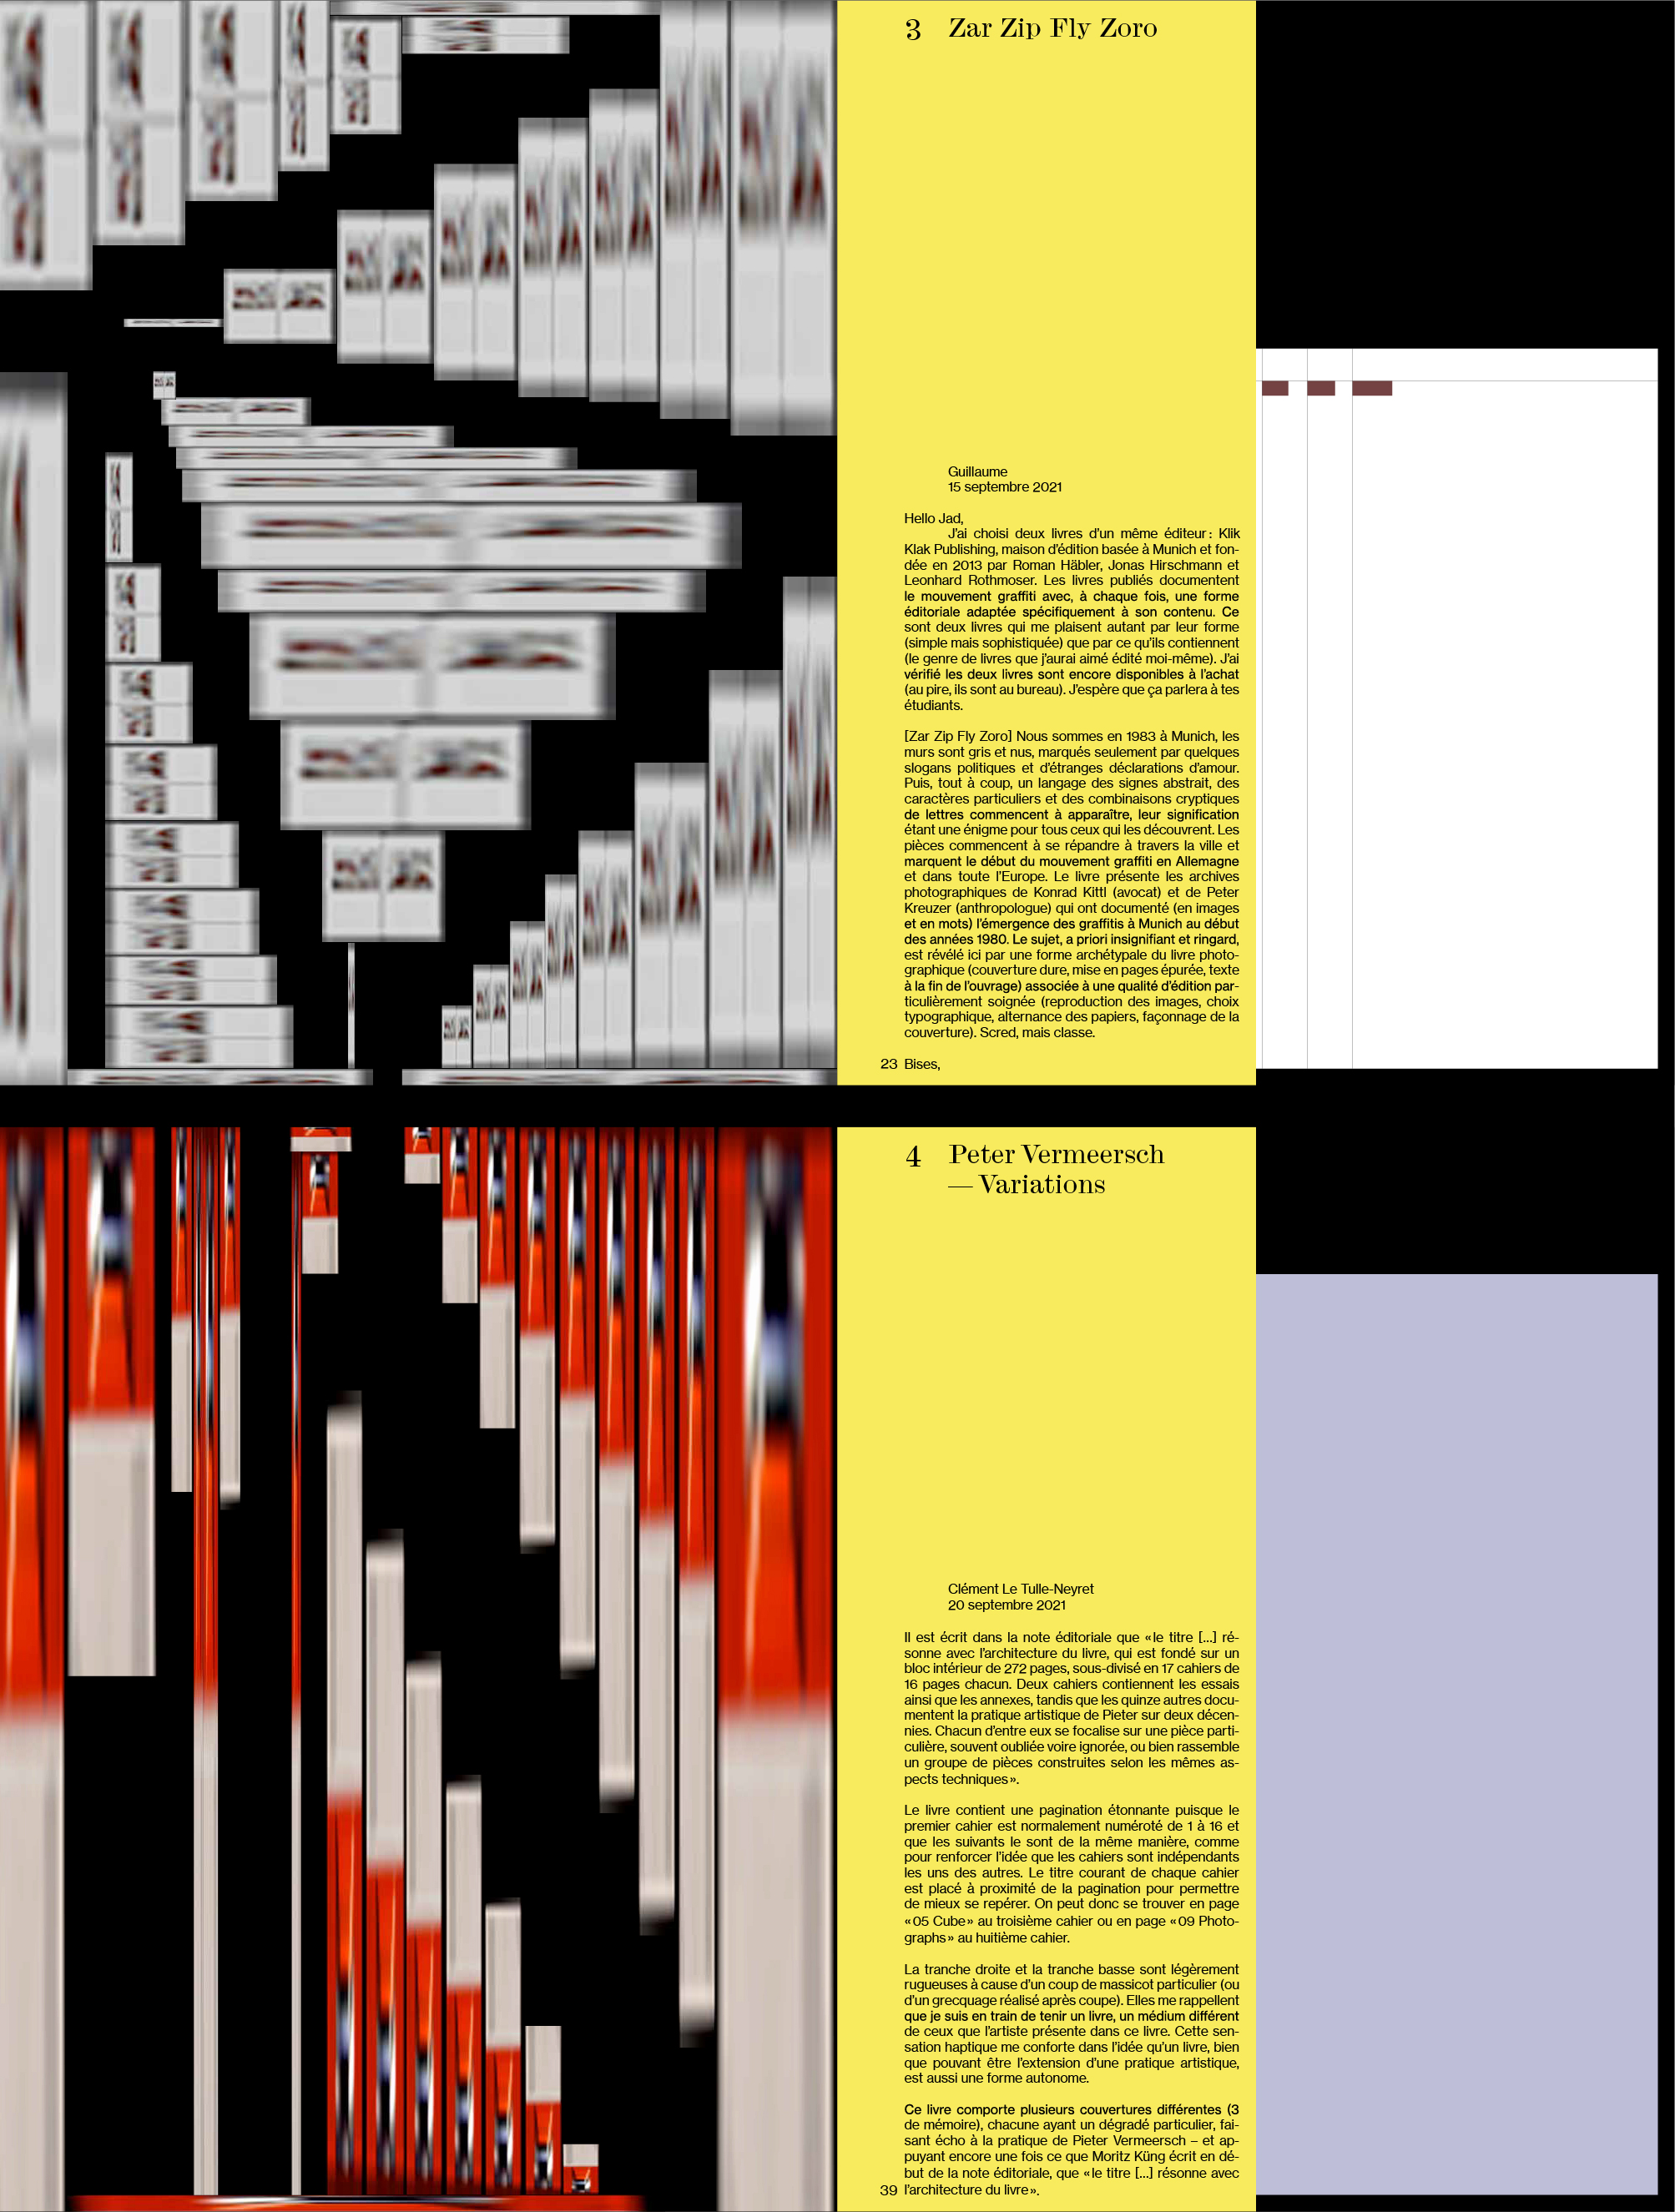 3 Zar Zip Fly Zoro
Guillaume
15 septembre 2021
Hello Jad,
J’ai choisi deux livres d’un même éditeur : Klik
Klak Publishing, maison d’édition basée à Munich et fon-
dée en 2013 par Roman Häbler, Jonas Hirschmann et
Leonhard Rothmoser. Les livres publiés documentent
le mouvement graffiti avec, à chaque fois, une forme
éditoriale adaptée spécifiquement à son contenu. Ce
sont deux livres qui me plaisent autant par leur forme
(simple mais sophistiquée) que par ce qu’ils contiennent
(le genre de livres que j’aurai aimé édité moi-même). J’ai
vérifié les deux livres sont encore disponibles à l’achat
(au pire, ils sont au bureau). J’espère que ça parlera à tes
étudiants.
[Zar Zip Fly Zoro] Nous sommes en 1983 à Munich, les
murs sont gris et nus, marqués seulement par quelques
slogans politiques et d’étranges déclarations d’amour.
Puis, tout à coup, un langage des signes abstrait, des
caractères particuliers et des combinaisons cryptiques
de lettres commencent à apparaître, leur signification
étant une énigme pour tous ceux qui les découvrent. Les
pièces commencent à se répandre à travers la ville et
marquent le début du mouvement graffiti en Allemagne
et dans toute l’Europe. Le livre présente les archives
photographiques de Konrad Kittl (avocat) et de Peter
Kreuzer (anthropologue) qui ont documenté (en images
et en mots) l’émergence des graffitis à Munich au début
des années 1980. Le sujet, a priori insignifiant et ringard,
est révélé ici par une forme archétypale du livre photo-
graphique (couverture dure, mise en pages épurée, texte
à la fin de l’ouvrage) associée à une qualité d’édition par-
ticulièrement soignée (reproduction des images, choix
typographique, alternance des papiers, façonnage de la
couverture). Scred, mais classe.
23 Bises,
4 Peter Vermeersch
— Variations
Clément Le Tulle-Neyret
20 septembre 2021
Il est écrit dans la note éditoriale que «le titre [...] ré-
sonne avec l’architecture du livre, qui est fondé sur un
bloc intérieur de 272 pages, sous-divisé en 17 cahiers de
16 pages chacun. Deux cahiers contiennent les essais
ainsi que les annexes, tandis que les quinze autres docu-
mentent la pratique artistique de Pieter sur deux décen-
nies. Chacun d’entre eux se focalise sur une pièce parti-
culière, souvent oubliée voire ignorée, ou bien rassemble
un groupe de pièces construites selon les mêmes as-
pects techniques».
Le livre contient une pagination étonnante puisque le
premier cahier est normalement numéroté de 1 à 16 et
que les suivants le sont de la même manière, comme
pour renforcer l’idée que les cahiers sont indépendants
les uns des autres. Le titre courant de chaque cahier
est placé à proximité de la pagination pour permettre
de mieux se repérer. On peut donc se trouver en page
«05 Cube» au troisième cahier ou en page «09 Photo-
graphs» au huitième cahier.
La tranche droite et la tranche basse sont légèrement
rugueuses à cause d’un coup de massicot particulier (ou
d’un grecquage réalisé après coupe). Elles me rappellent
que je suis en train de tenir un livre, un médium différent
de ceux que l’artiste présente dans ce livre. Cette sen-
sation haptique me conforte dans l’idée qu’un livre, bien
que pouvant être l’extension d’une pratique artistique,
est aussi une forme autonome.
Ce livre comporte plusieurs couvertures différentes (3
de mémoire), chacune ayant un dégradé particulier, fai-
sant écho à la pratique de Pieter Vermeersch – et ap-
puyant encore une fois ce que Moritz Küng écrit en dé-
but de la note éditoriale, que «le titre [...] résonne avec
39 l’architecture du livre».